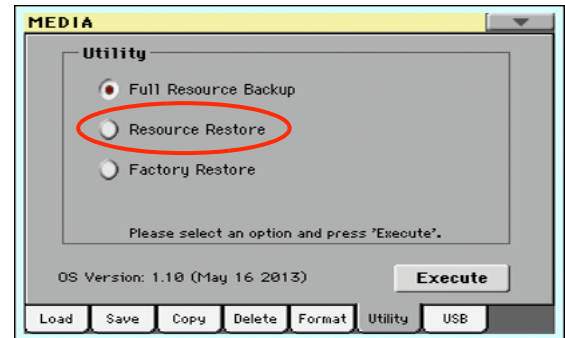 MEDIA
Utility
Full Resource Backup
Resource Restore
Factory Restore
Please select an option and press 'Execute'.
OS Version: 1.10 (May 16 2013)
Execute
Load Save Copy Delete Format Utility USB